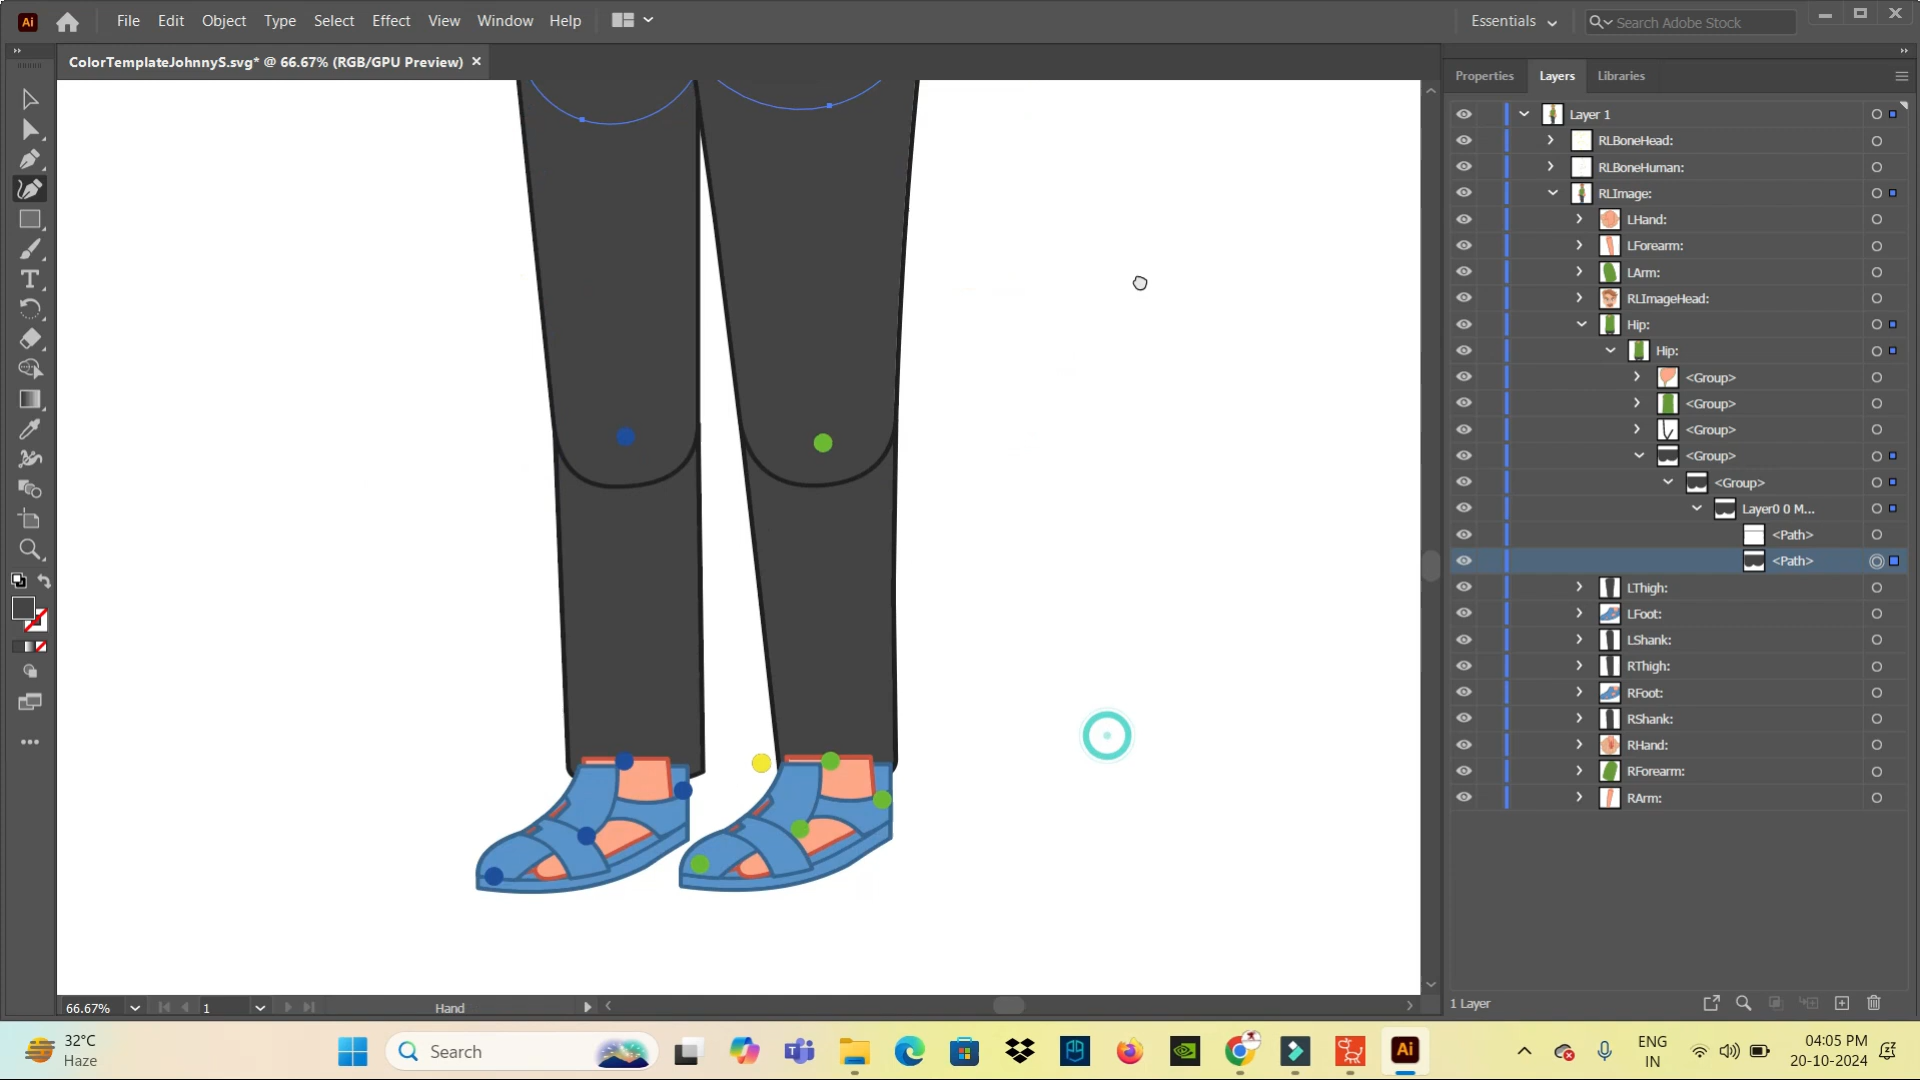 Ai File Edit Object Type Select Effect View Window Help Essentials Search Adobe Stock
ColorTemplateJohnnyS.svg* @ 66.67% (RGB/GPU Preview) ×
Properties Layers Libraries
Layer 1
RLBoneHead:
RLBoneHuman:
RLImage:
LHand:
LForearm:
LArm:
RLImageHead:
Hip:
Hip:
<Group>
<Group>
<Group>
<Group>
<Group>
Layer0 0 M...
<Path>
<Path>
LThigh:
LFoot:
LShank:
RThigh:
RFoot:
RShank:
RHand:
RForearm:
RArm:
66.67% 1 Hand
1 Layer
32°C
Haze
Search
Ai
ENG
IN
04:05 PM
20-10-2024